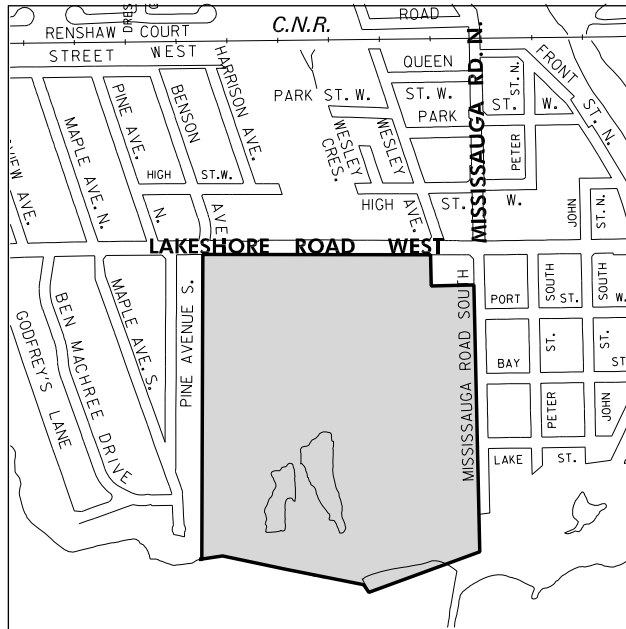 C.N.R.
ROAD
DRES
RENSHAW COURT
STREET WEST
QUEEN
HARRISON AVE.
FRONT ST. N.
MISSISSAUGA RD. N.
PINE AVE.
BENSON
PARK ST. W.
ST. W.
PARK ST. W.
ST. N.
MAPLE AVE. N.
WESLEY CRES.
WESLEY
PETER
VIEW AVE.
HIGH ST. W.
N.
AVE
HIGH ST. W.
AVE.
JOHN
ST. N.
LAKESHORE ROAD WEST
PINE AVENUE S.
MAPLE AVE. S.
BEN MACHREE DRIVE
GODFREY'S LANE
MISSISSAUGA ROAD SOUTH
PORT ST. W.
SOUTH
SOUTH
BAY ST
ST.
ST.
PETER
JOHN
LAKE ST.